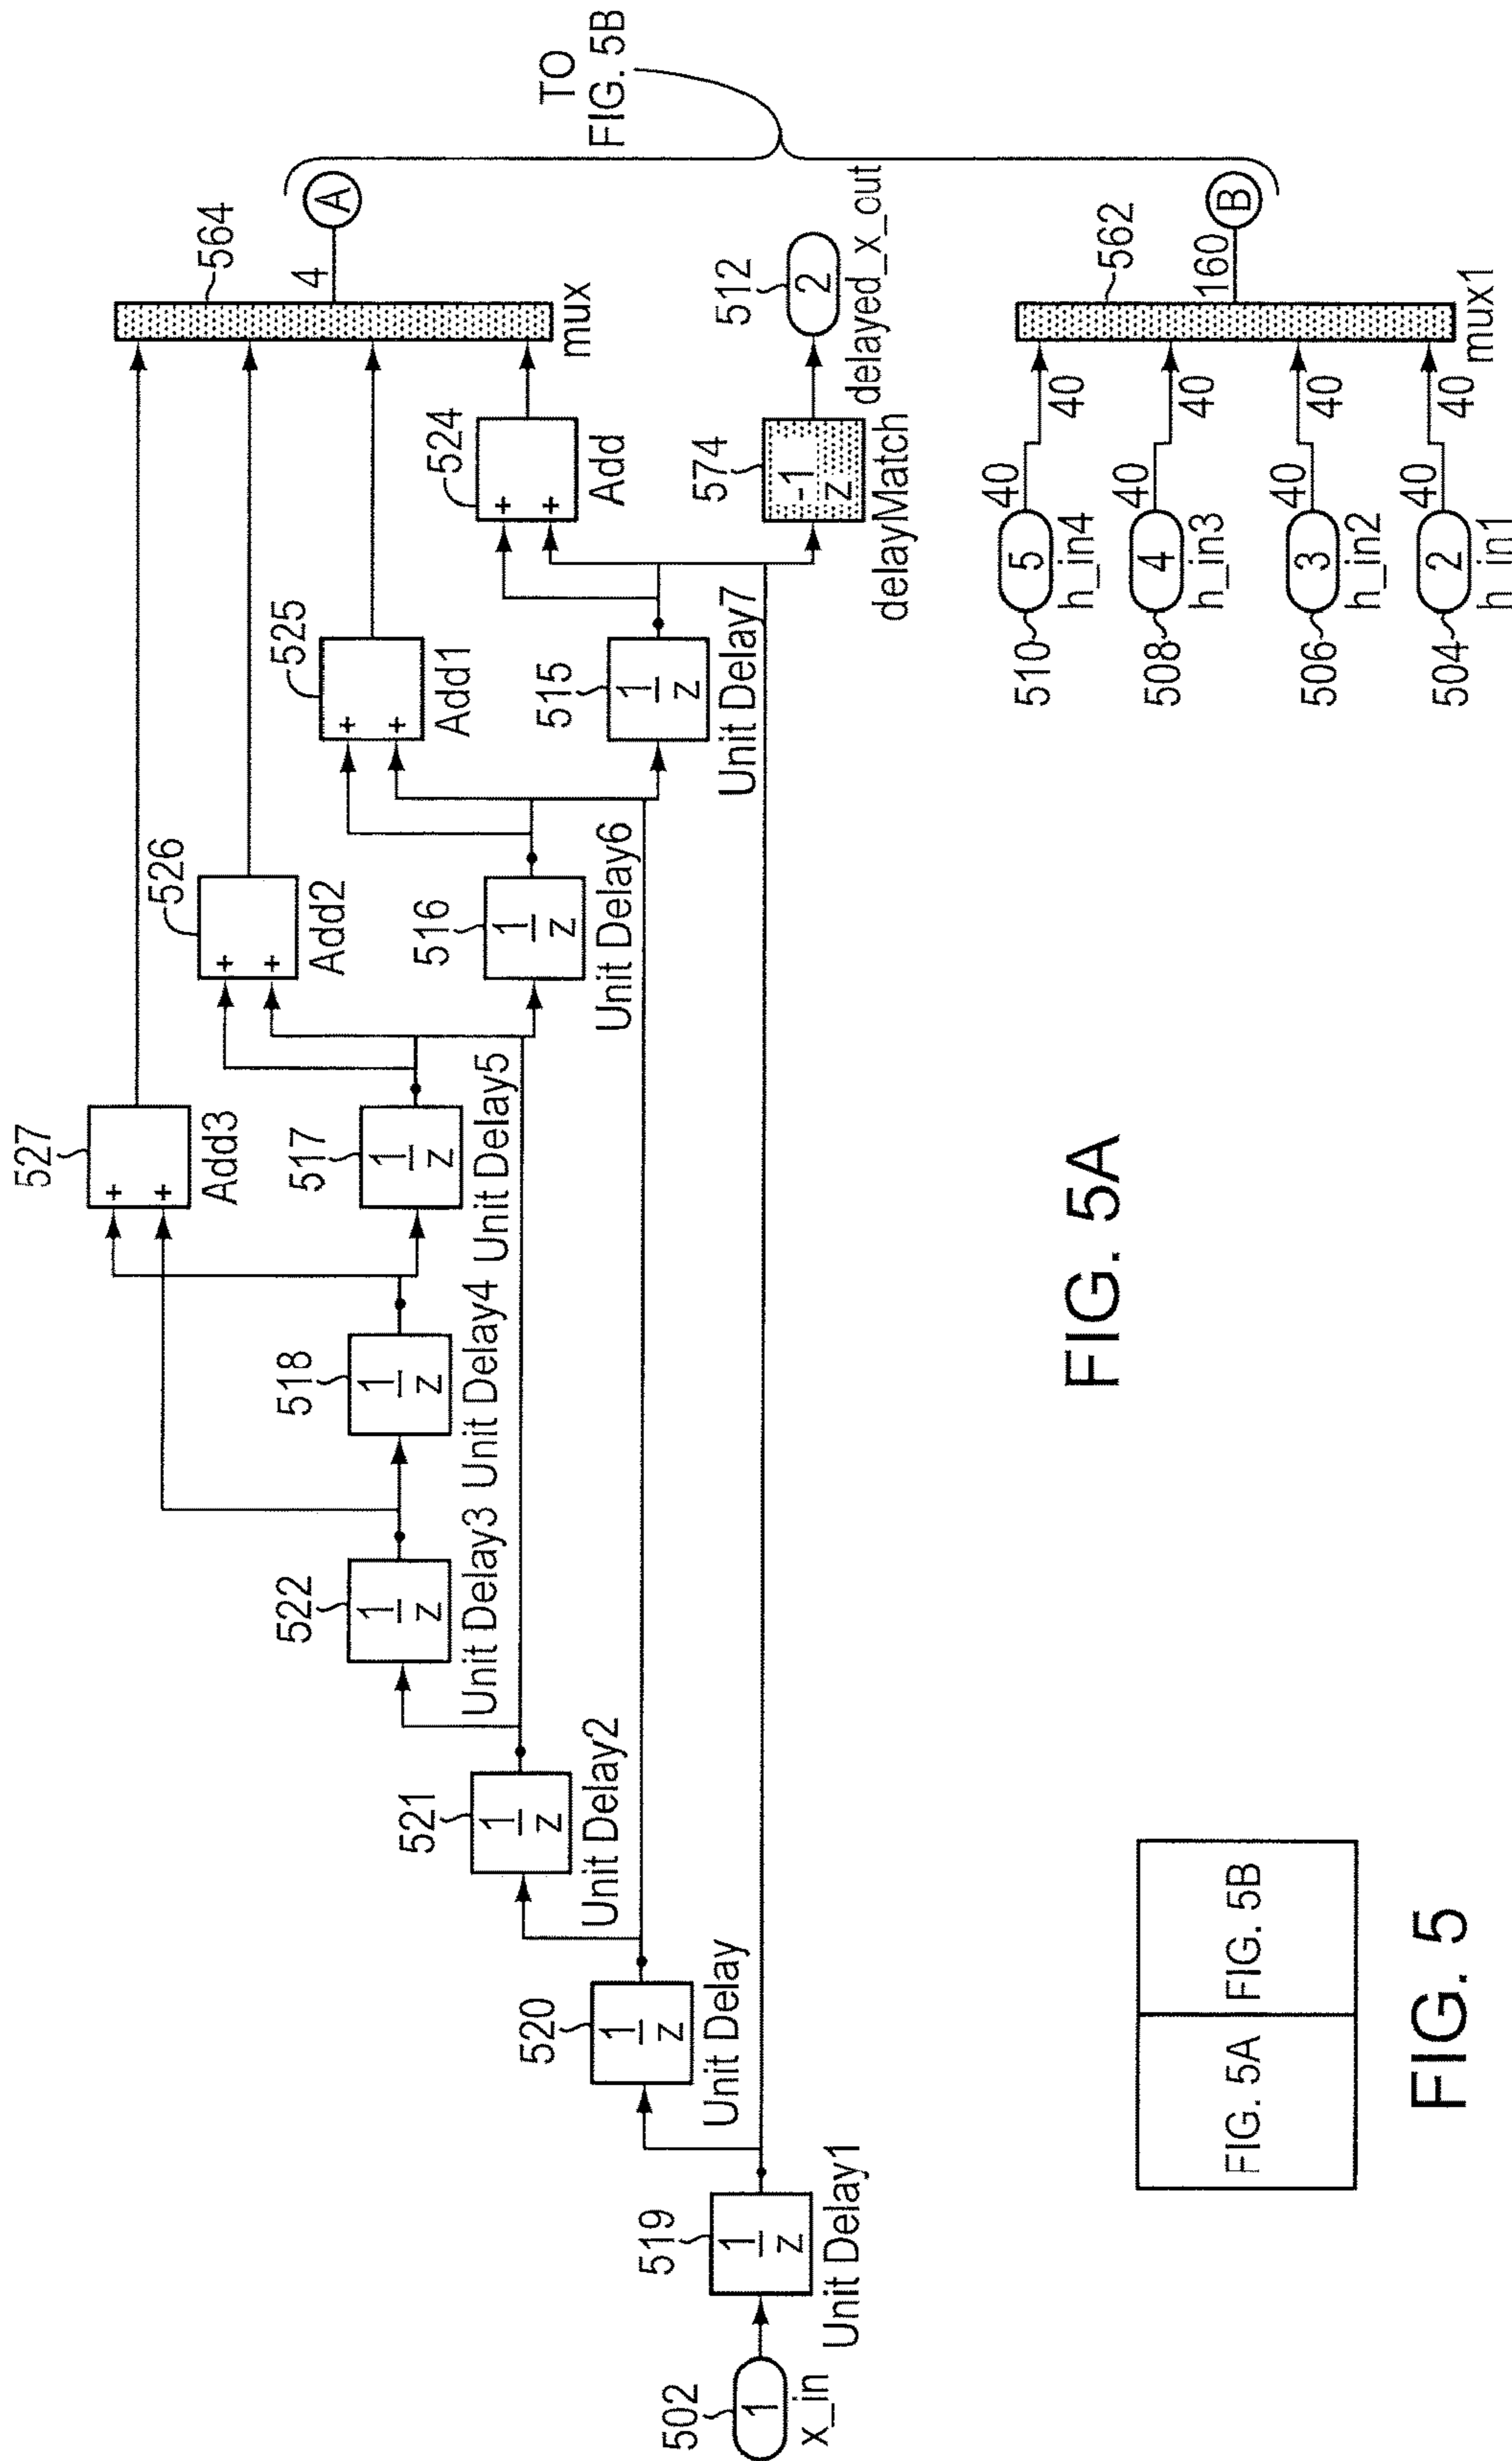 TO
FIG. 5B
564
4
A
mux
527
+
+
Add3
526
+
+
Add2
525
+
+
Add1
524
+
+
Add
522
1
z
Unit Delay3
518
1
z
Unit Delay4
517
1
z
Unit Delay5
516
1
z
Unit Delay6
515
1
z
Unit Delay7
521
1
z
Unit Delay2
520
1
z
Unit Delay
502
1
x_in
519
1
z
Unit Delay1
574
-1
z
delayMatch
512
2
delayed_x_out
510
5
h_in4
40
40
508
4
h_in3
40
40
506
3
h_in2
40
40
504
2
h_in1
40
40
562
160
B
mux1
FIG. 5A
FIG. 5A
FIG. 5B
FIG. 5